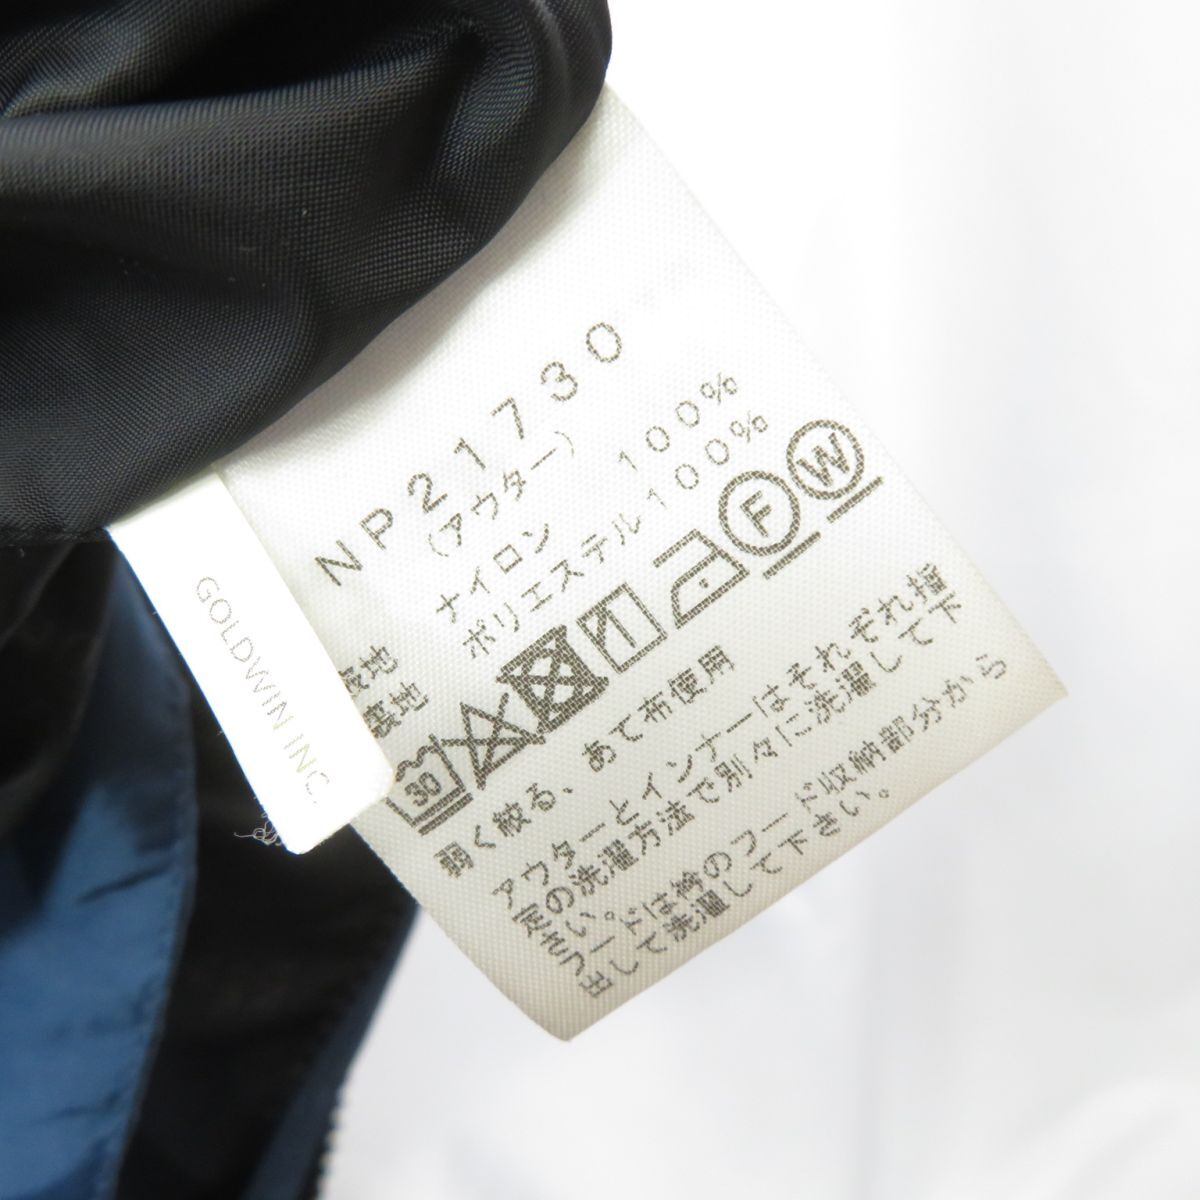 NP21730
(アウター)
表地 ナイロン 100%
裏地 ポリエステル100%
30 F W
弱く絞る、あて布使用
アウターとインナーはそれぞれ指
定の洗濯方法で別々に洗濯して下
さい。
フードは衿のフード収納部分から
出して洗濯して下さい。
GOLDWIN INC.